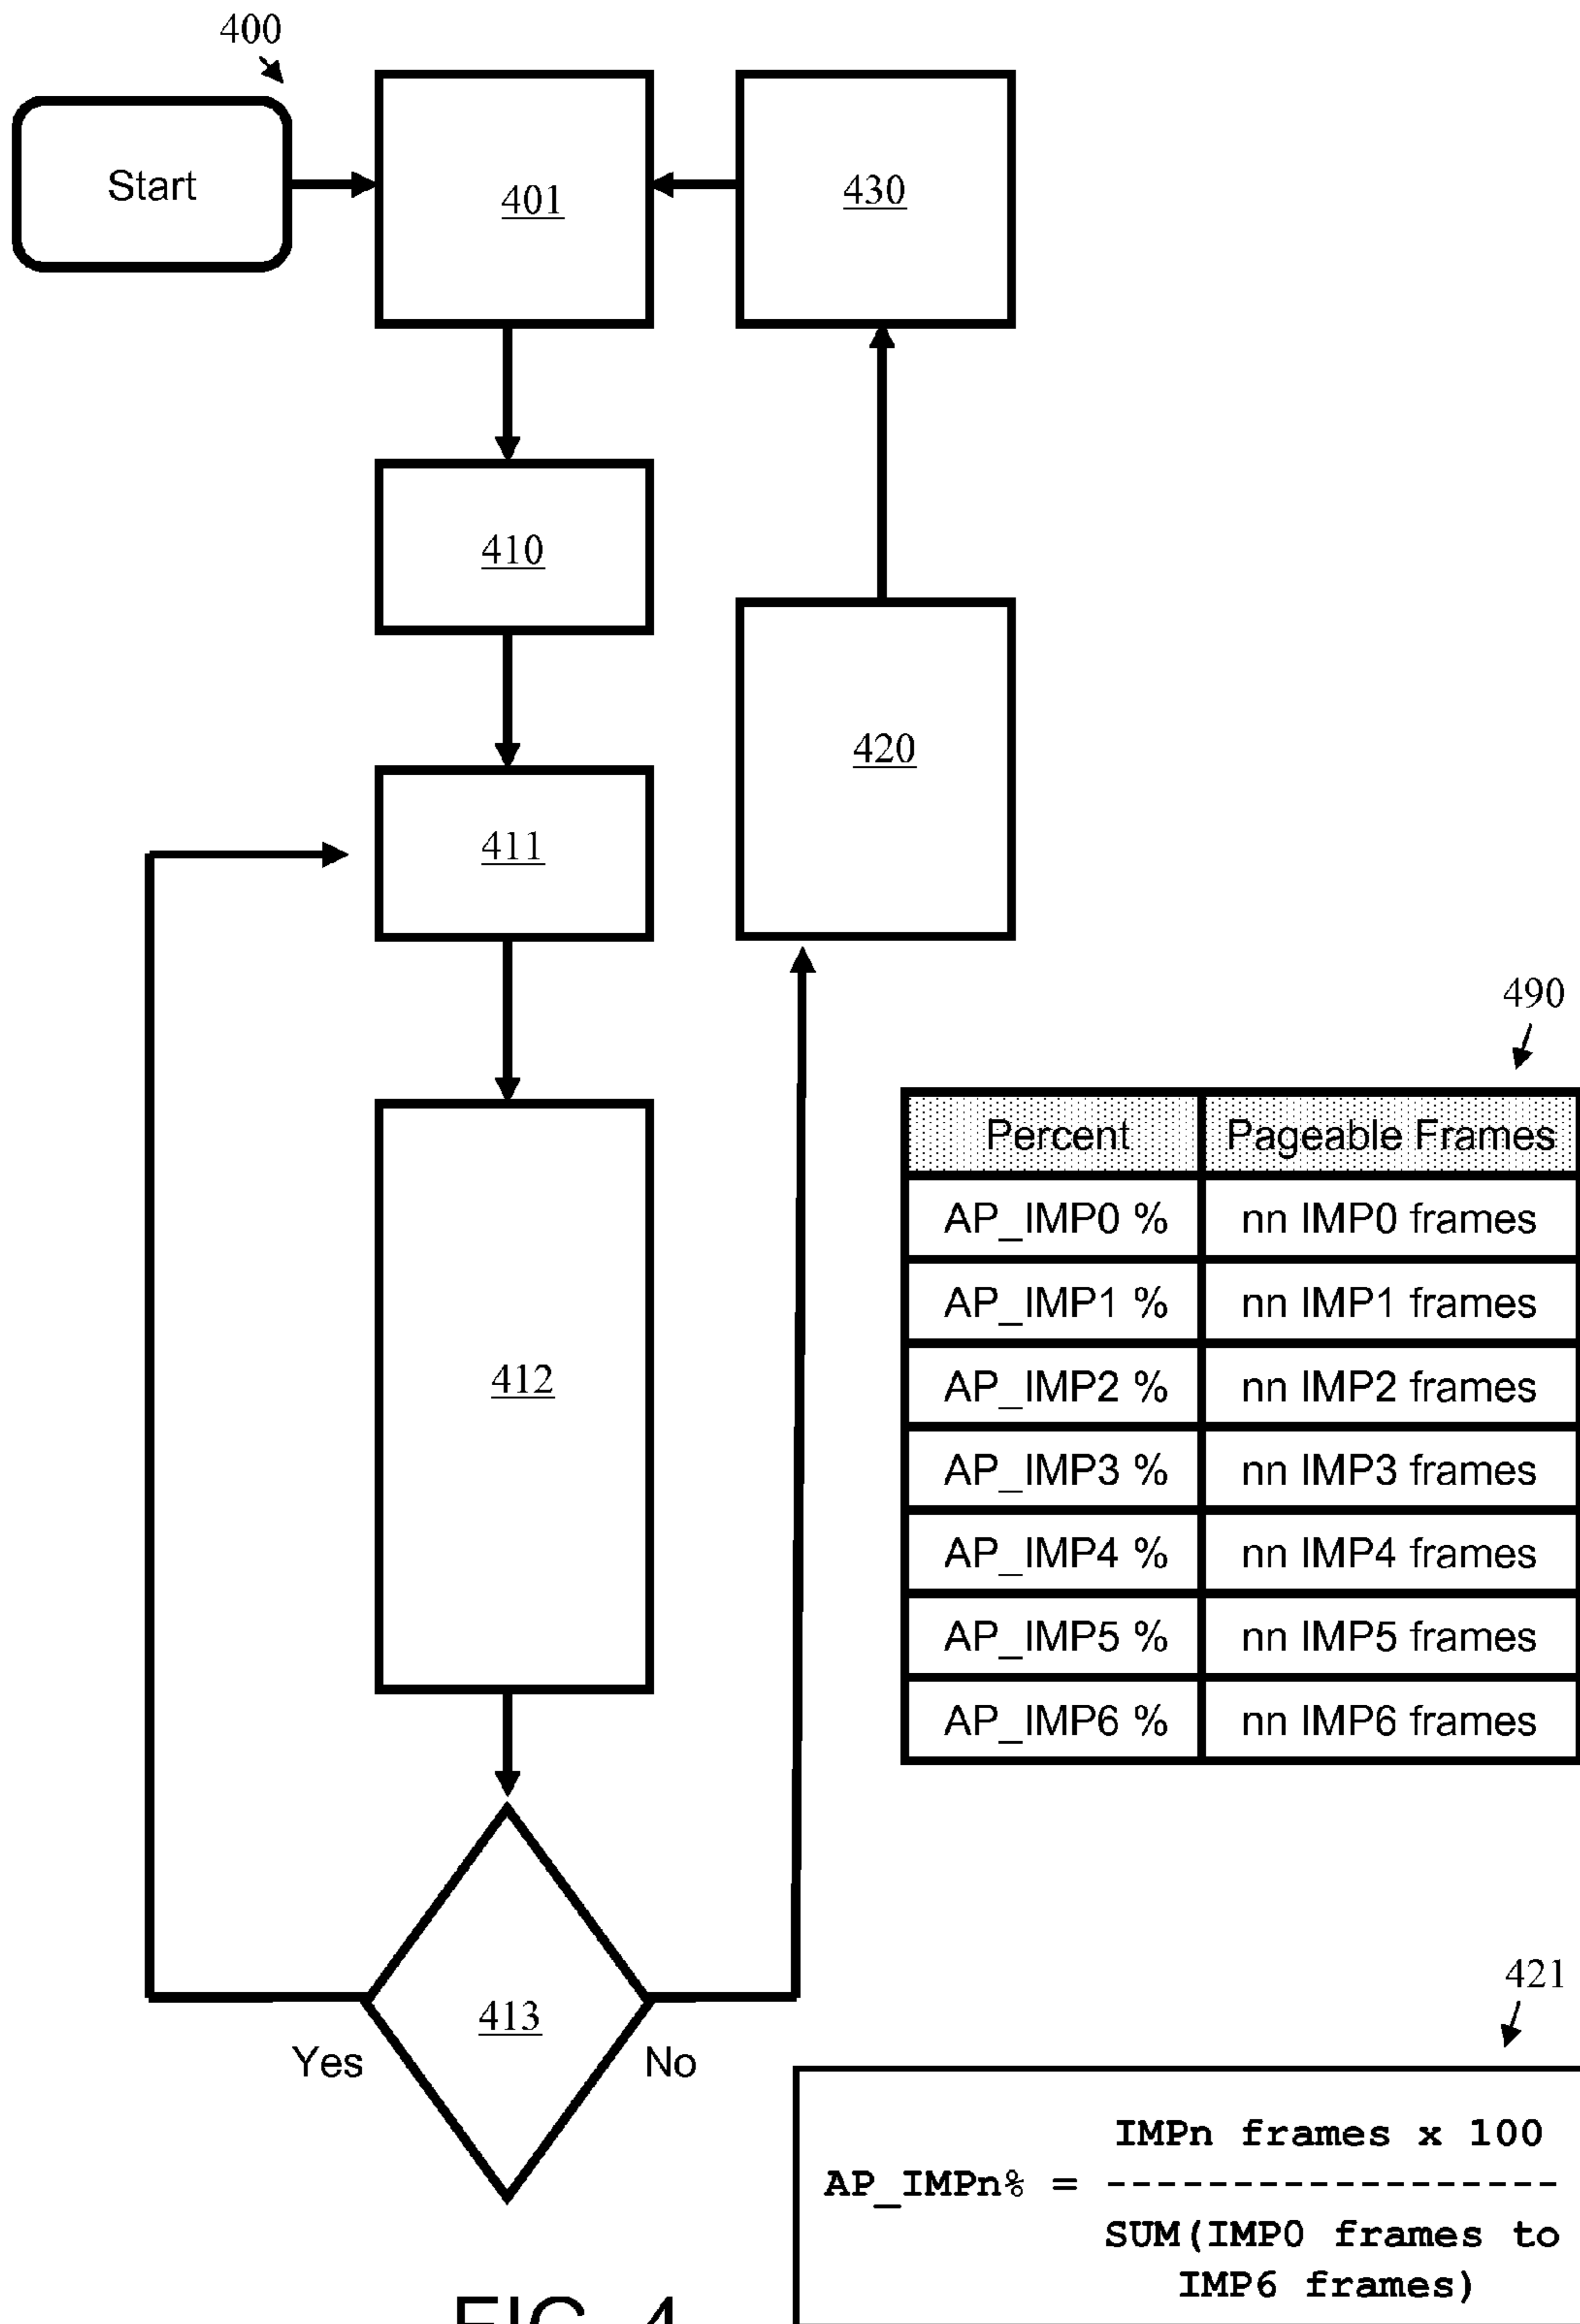 400
Start
401
430
410
420
411
490
Percent Pageable Frames
AP_IMP0 % nn IMP0 frames
AP_IMP1 % nn IMP1 frames
412
AP_IMP2 % nn IMP2 frames
AP_IMP3 % nn IMP3 frames
AP_IMP4 % nn IMP4 frames
AP_IMP5 % nn IMP5 frames
AP_IMP6 % nn IMP6 frames
413
Yes
No
421
IMPn frames x 100
AP_IMPn% = -------------------
SUM(IMP0 frames to
IMP6 frames)
FIG. 4